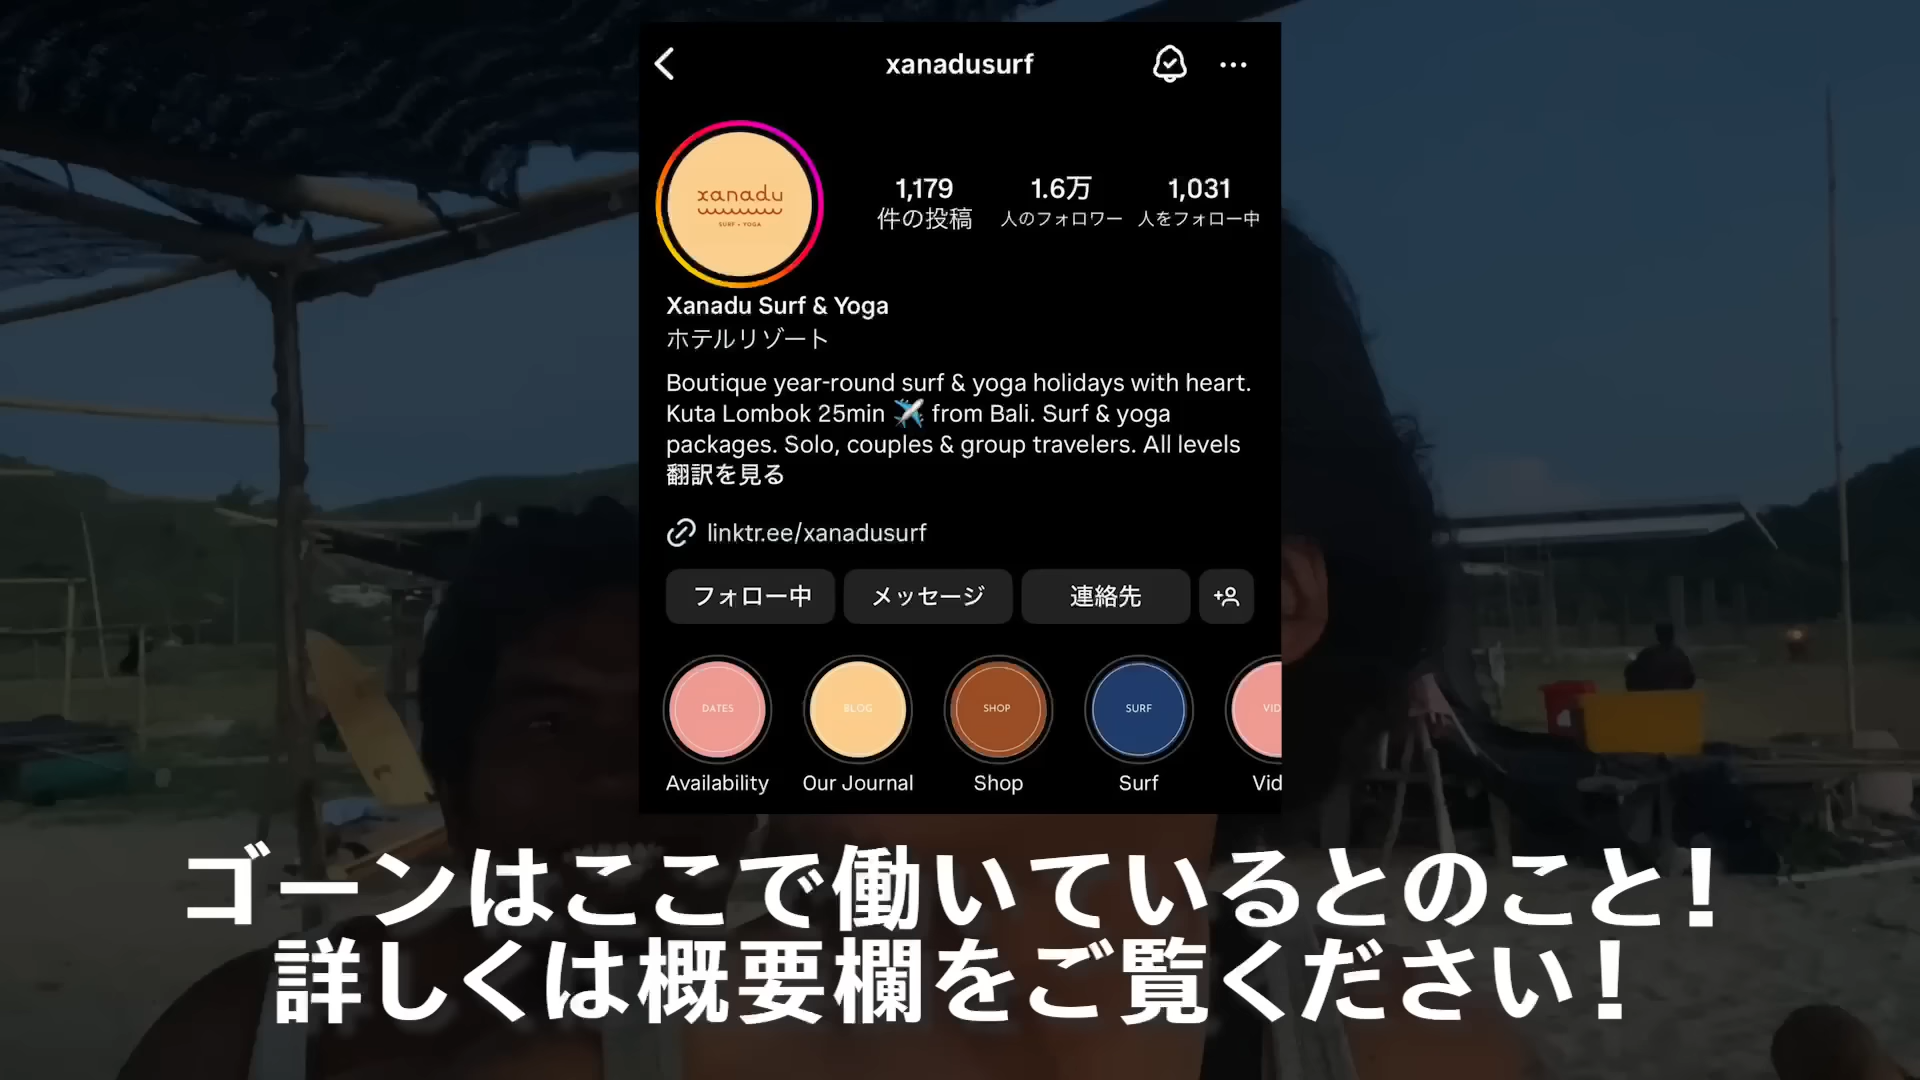 xanadusurf
xanadu
SURF + YOGA
1,179
件の投稿
1.6万
人のフォロワー
1,031
人をフォロー中
Xanadu Surf & Yoga
ホテルリゾート
Boutique year-round surf & yoga holidays with heart.
Kuta Lombok 25min ✈️ from Bali. Surf & yoga
packages. Solo, couples & group travelers. All levels
翻訳を見る
linktr.ee/xanadusurf
フォロー中
メッセージ
連絡先
DATES
BLOG
SHOP
SURF
VID
Availability
Our Journal
Shop
Surf
Vid
ゴーンはここで働いているとのこと！
詳しくは概要欄をご覧ください！